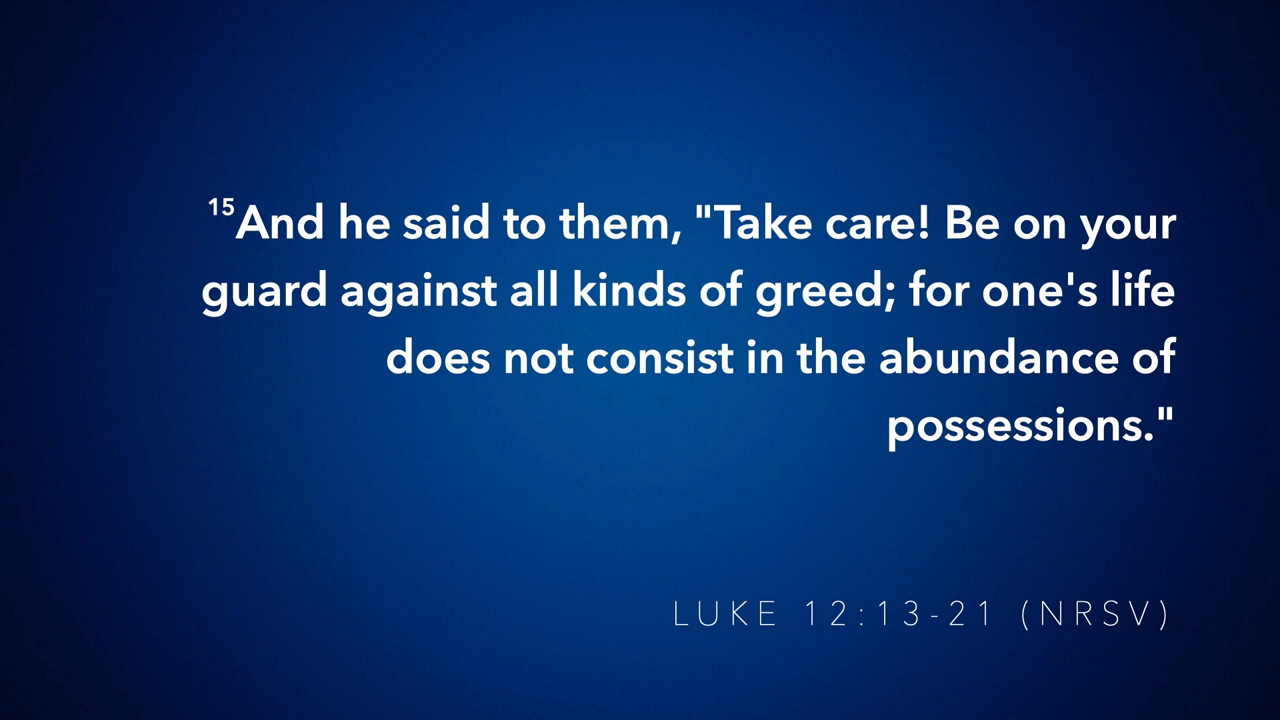 15And he said to them, "Take care! Be on your
guard against all kinds of greed; for one's life
does not consist in the abundance of
possessions."
LUKE 12:13-21 (NRSV)